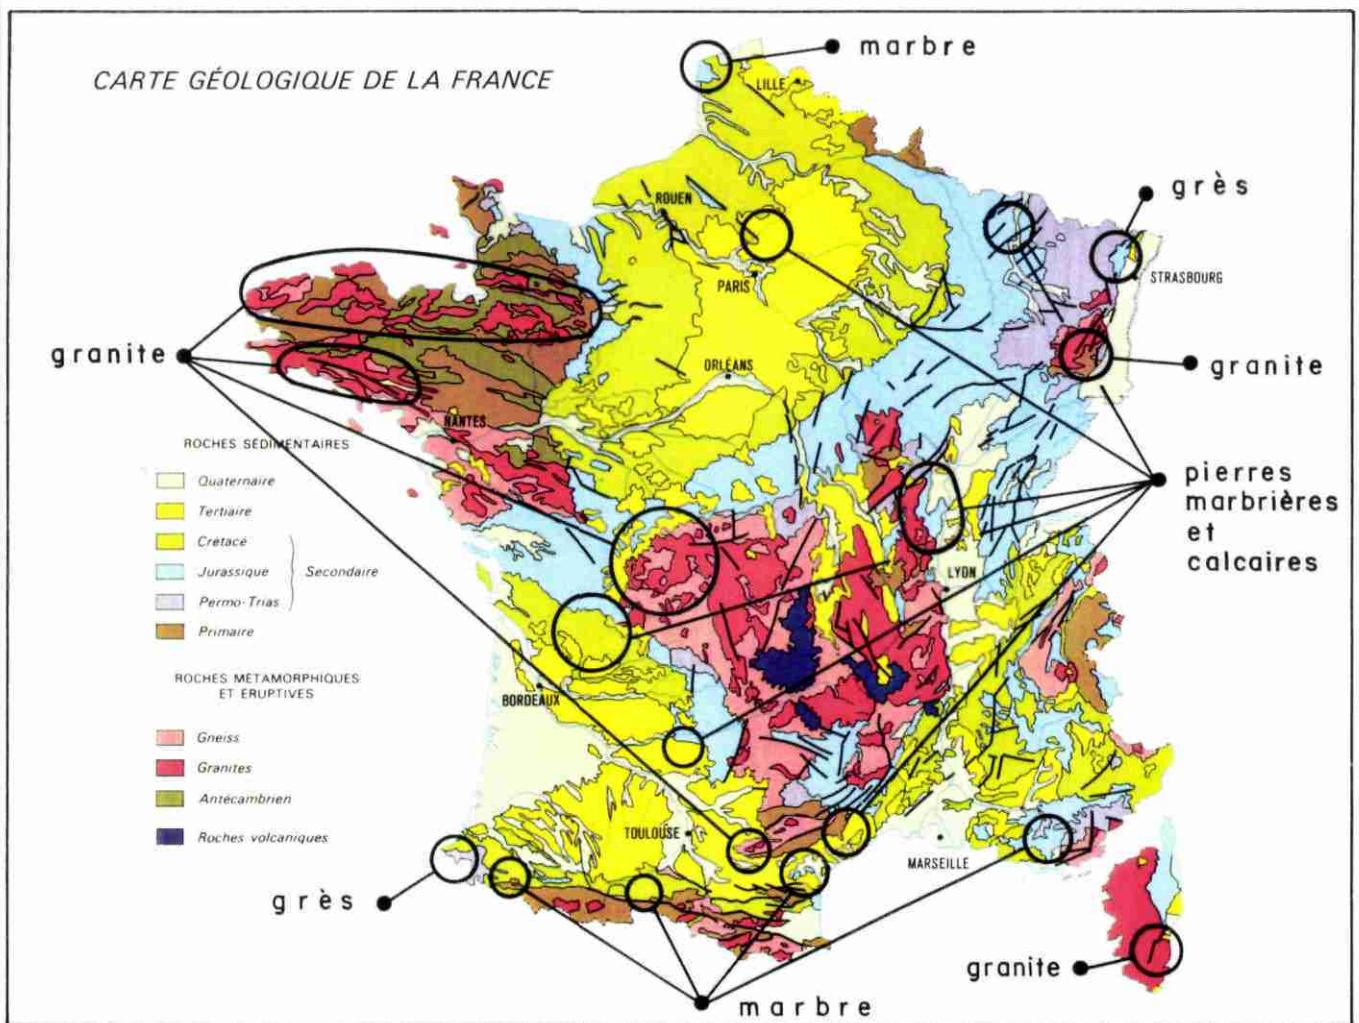 CARTE GÉOLOGIQUE DE LA FRANCE
marbre
LILLE
grès
ROUEN
STRASBOURG
PARIS
granite
granite
ORLÉANS
NANTES
ROCHES SÉDIMENTAIRES
Quaternaire
Tertiaire
Crétacé
Jurassique
Secondaire
Permo-Trias
Primaire
pierres
marbrières
et
calcaires
LYON
ROCHES MÉTAMORPHIQUES
ET ERUPTIVES
BORDEAUX
Gneiss
Granites
Antécambrien
Roches volcaniques
TOULOUSE
MARSEILLE
grès
granite
marbre